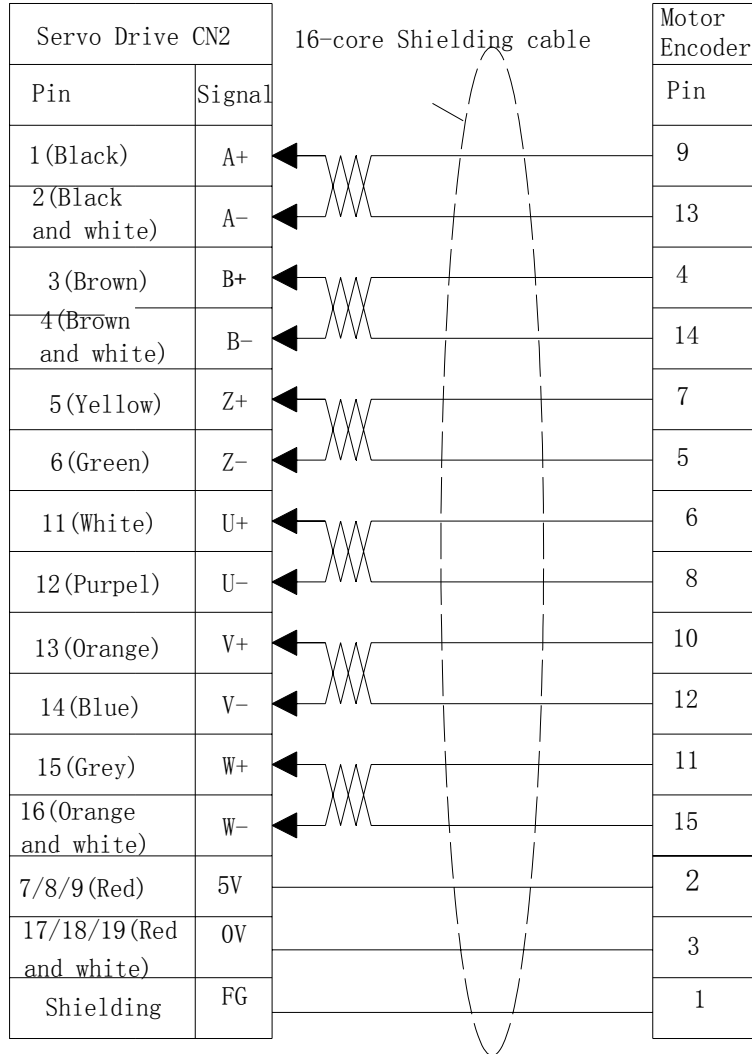 Servo Drive CN2
16-core Shielding cable
Motor
Encoder
Pin
Signal
Pin
1(Black)
A+
9
2(Black
and white)
A-
13
3(Brown)
B+
4
4(Brown
and white)
B-
14
5(Yellow)
Z+
7
6(Green)
Z-
5
11(White)
U+
6
12(Purpel)
U-
8
13(Orange)
V+
10
14(Blue)
V-
12
15(Grey)
W+
11
16(Orange
and white)
W-
15
7/8/9(Red)
5V
2
17/18/19(Red
and white)
0V
3
Shielding
FG
1